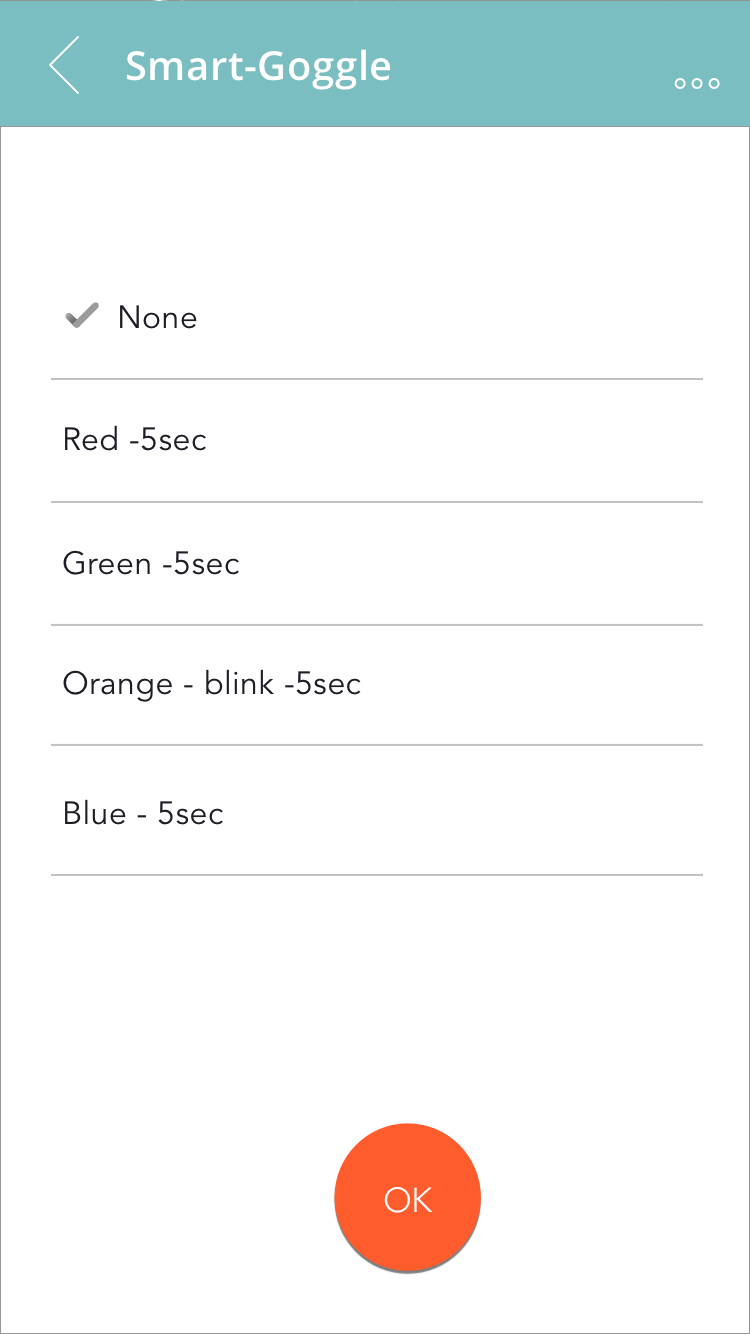 Smart-Goggle
None
Red -5sec
Green -5sec
Orange - blink -5sec
Blue - 5sec
OK